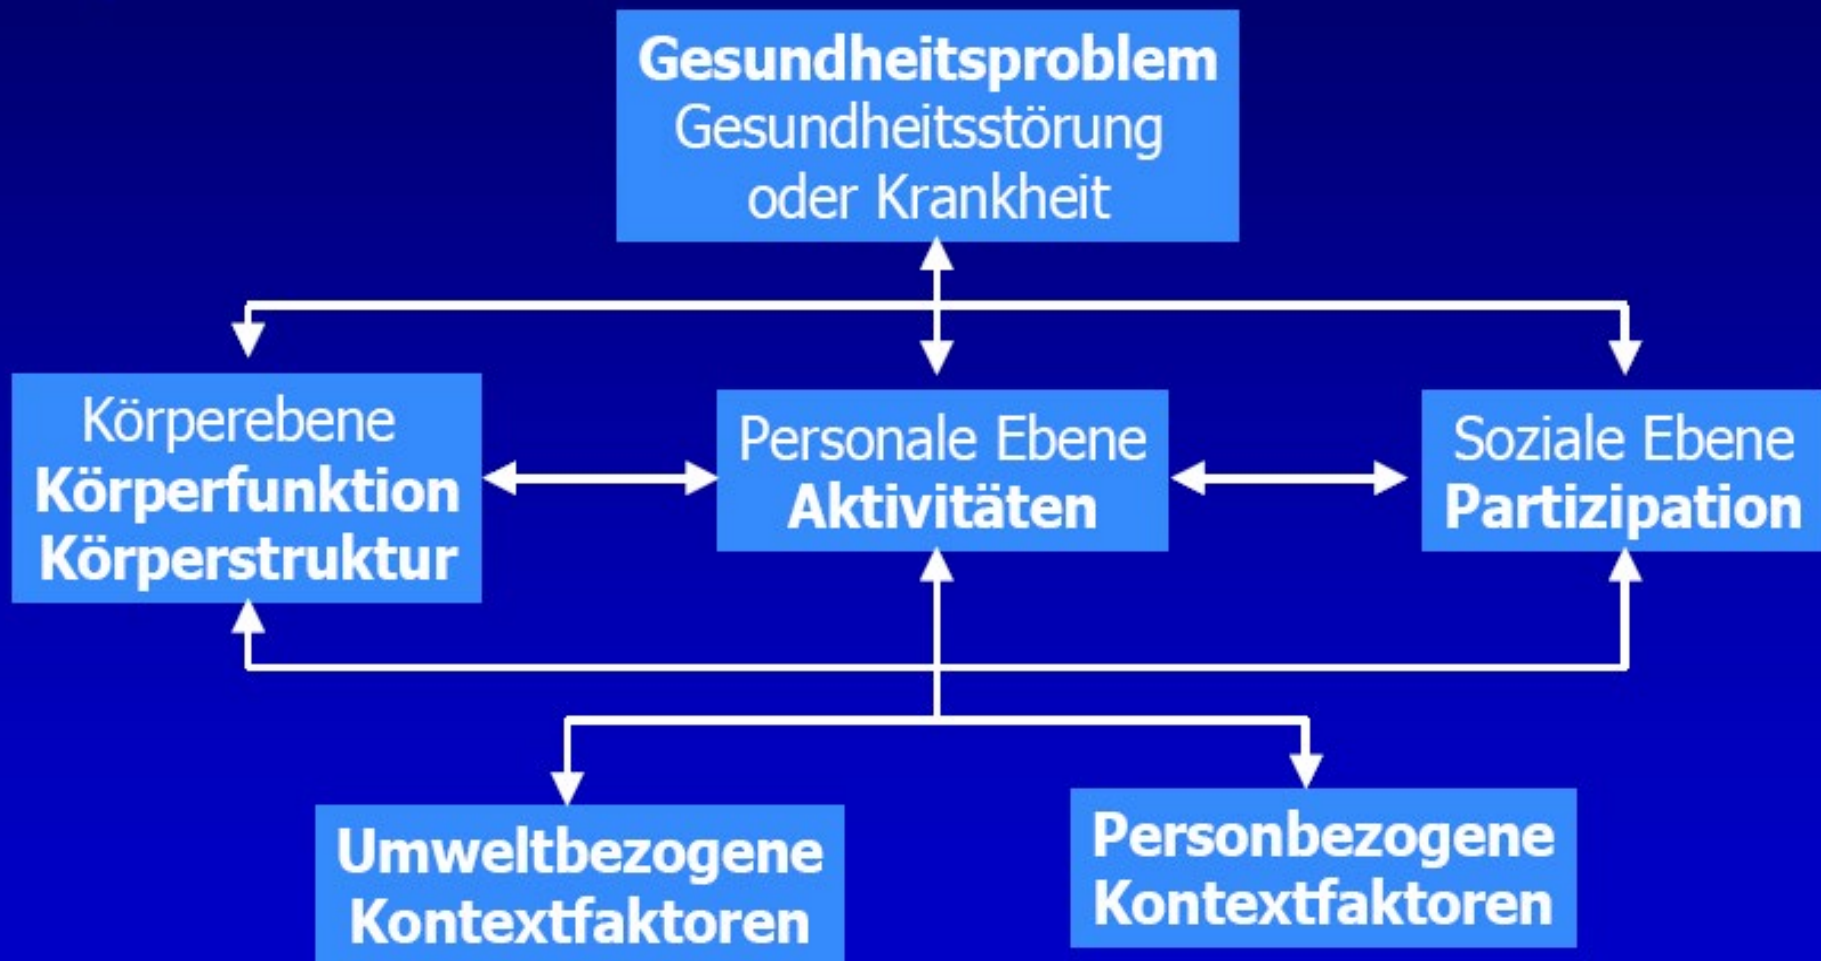 Gesundheitsproblem
Gesundheitsstörung
oder Krankheit
Körperebene
Körperfunktion
Körperstruktur
Personale Ebene
Aktivitäten
Soziale Ebene
Partizipation
Umweltbezogene
Kontextfaktoren
Personbezogene
Kontextfaktoren